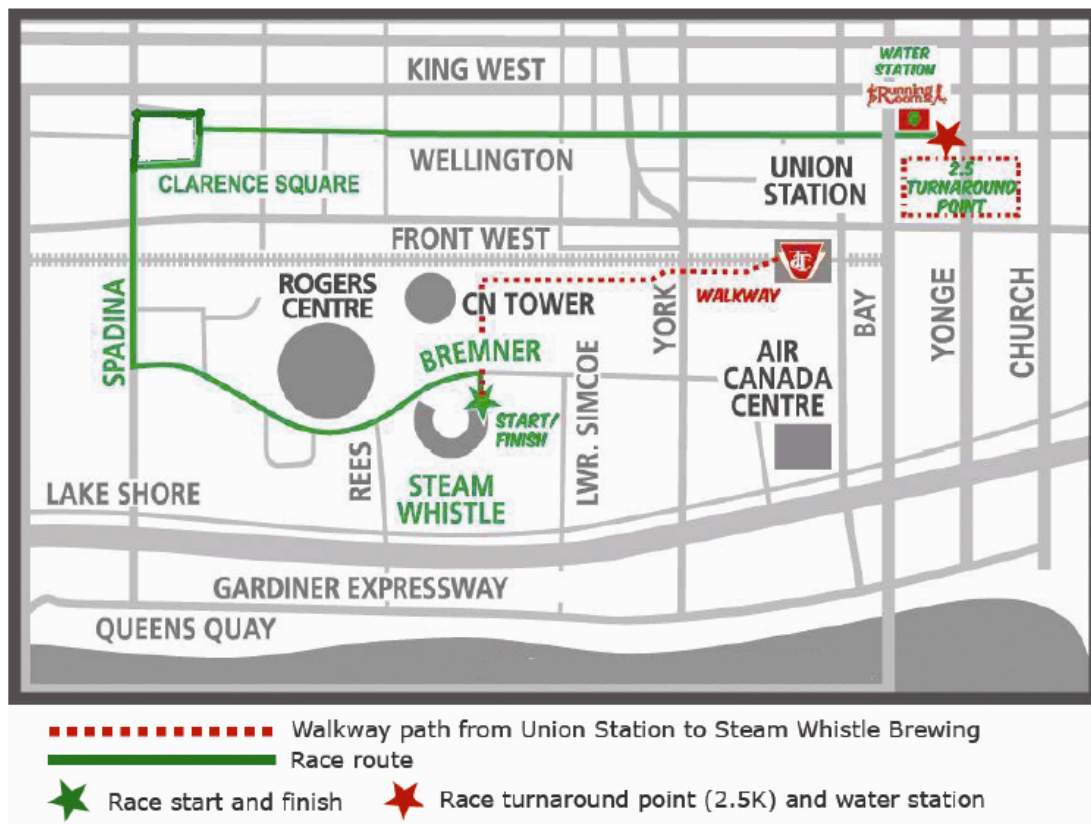 KING WEST
WATER
STATION
Running
Room
WELLINGTON
CLARENCE SQUARE
UNION
STATION
2.5
TURNAROUND
POINT
FRONT WEST
ROGERS
CENTRE
CN TOWER
WALKWAY
SPADINA
BREMNER
YORK
BAY
YONGE
CHURCH
AIR
CANADA
CENTRE
START/
FINISH
LWR. SIMCOE
REES
STEAM
WHISTLE
LAKE SHORE
GARDINER EXPRESSWAY
QUEENS QUAY
Walkway path from Union Station to Steam Whistle Brewing
Race route
Race start and finish
Race turnaround point (2.5K) and water station